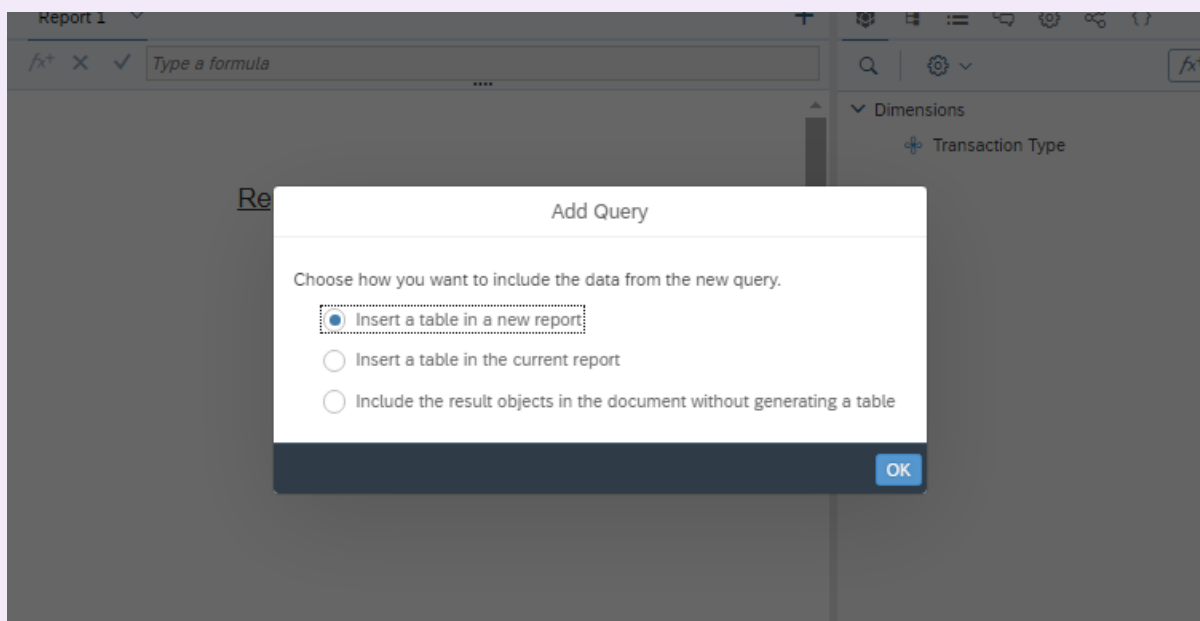 Report 1
fx+ Type a formula
Dimensions
Transaction Type
Re
Add Query
Choose how you want to include the data from the new query.
Insert a table in a new report
Insert a table in the current report
Include the result objects in the document without generating a table
OK